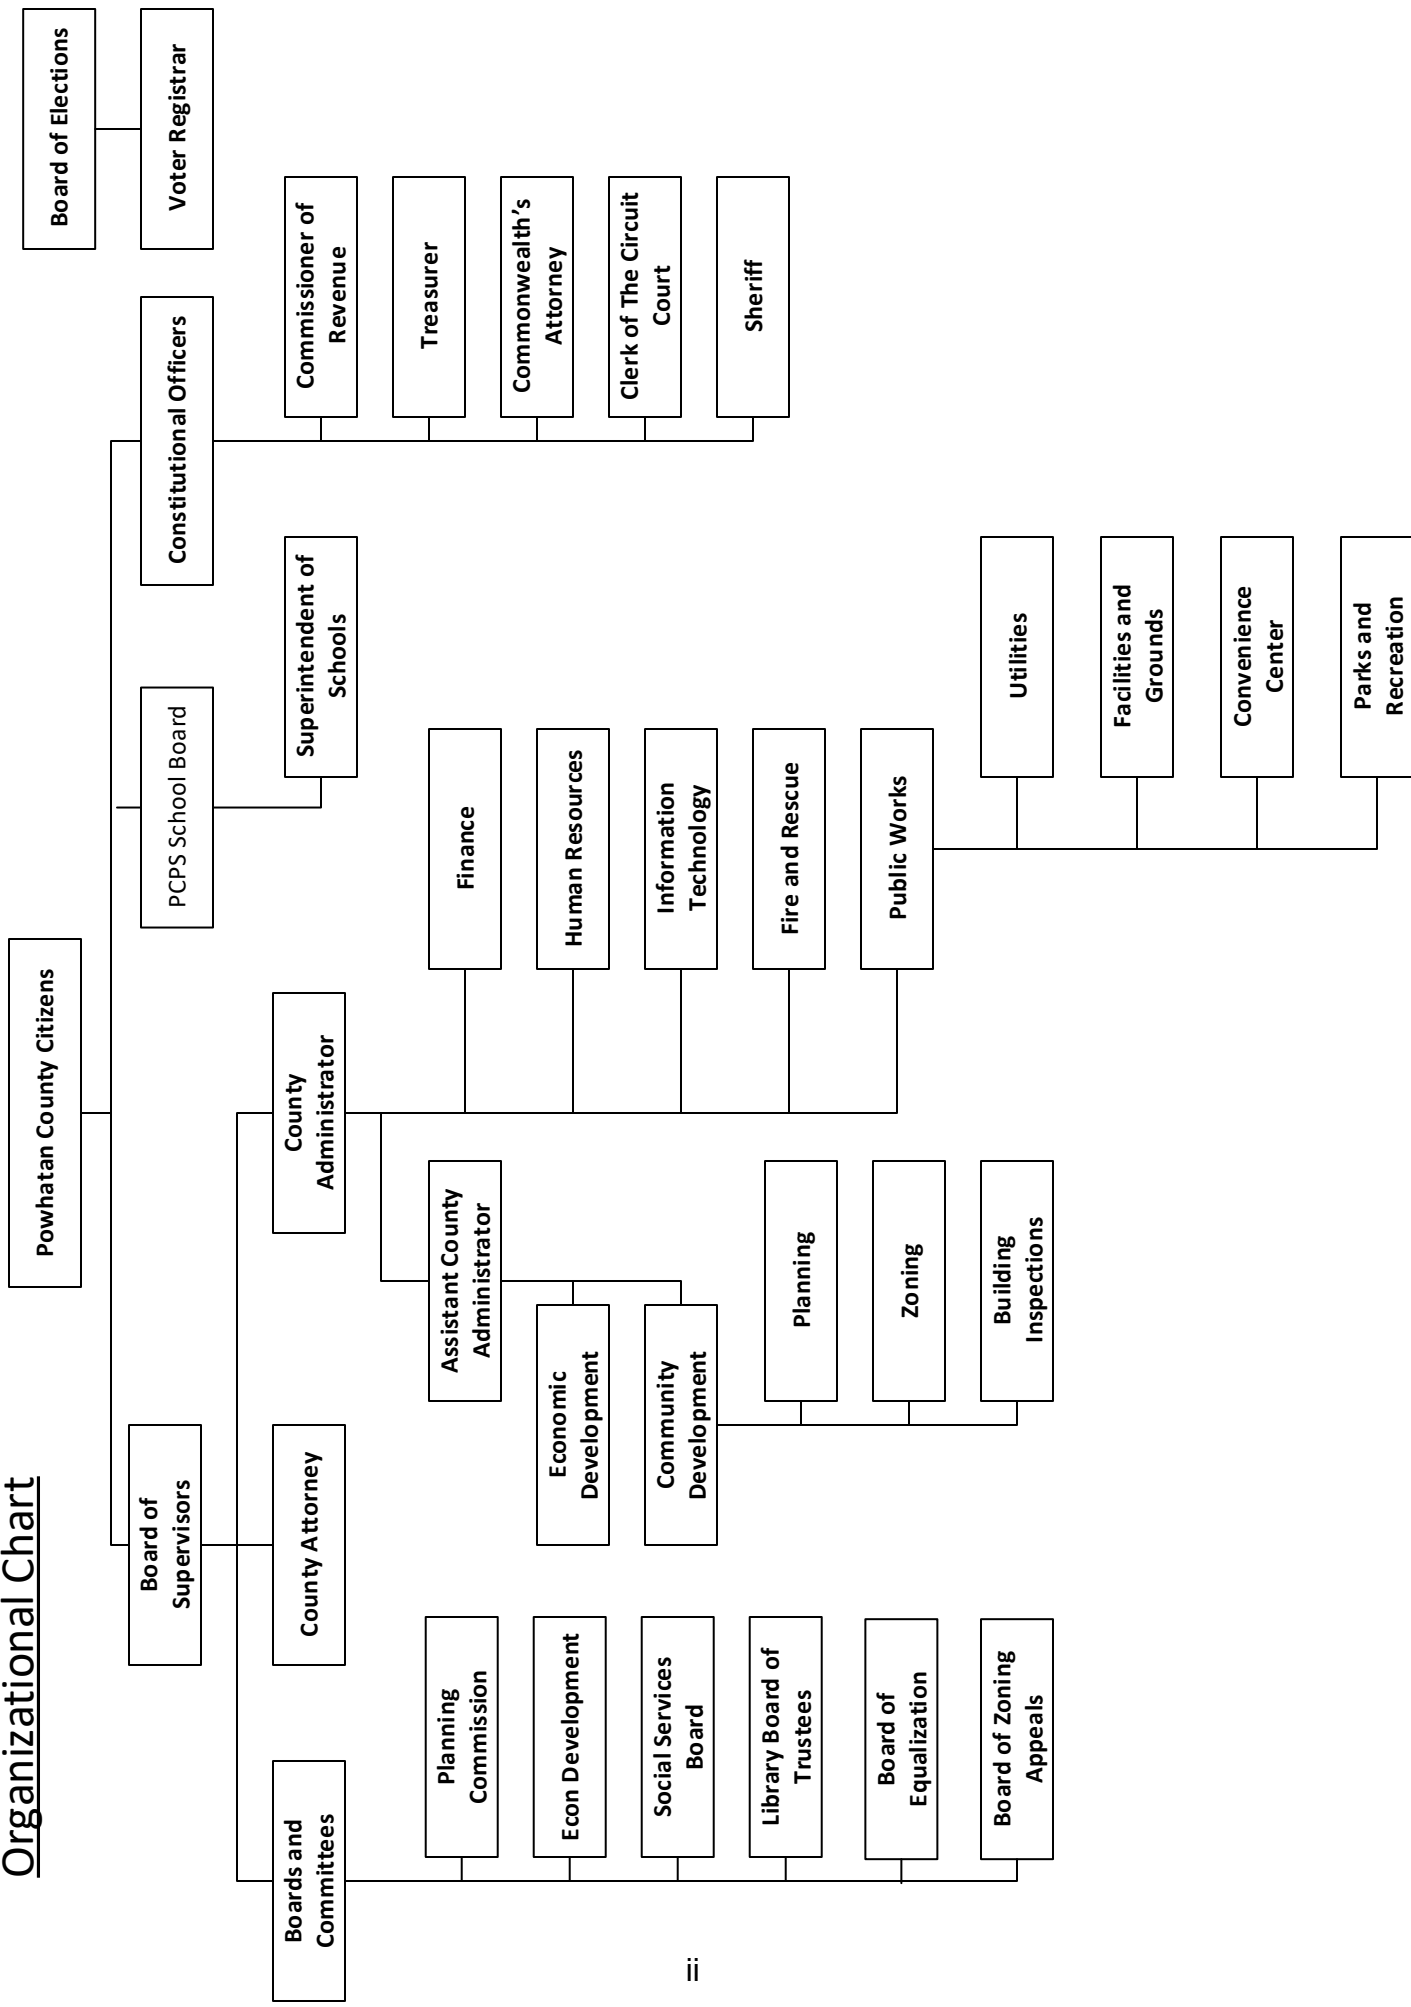 Organizational Chart
Powhatan County Citizens
Board of Elections
Voter Registrar
Board of
Supervisors
PCPS School Board
Constitutional Officers
Boards and
Committees
County Attorney
County
Administrator
Superintendent of
Schools
Commissioner of
Revenue
Treasurer
Commonwealth’s
Attorney
Clerk of The Circuit
Court
Sheriff
Planning
Commission
Econ Development
Social Services
Board
Library Board of
Trustees
Board of
Equalization
Board of Zoning
Appeals
Assistant County
Administrator
Economic
Development
Community
Development
Planning
Zoning
Building
Inspections
Finance
Human Resources
Information
Technology
Fire and Rescue
Public Works
Utilities
Facilities and
Grounds
Convenience
Center
Parks and
Recreation
ii